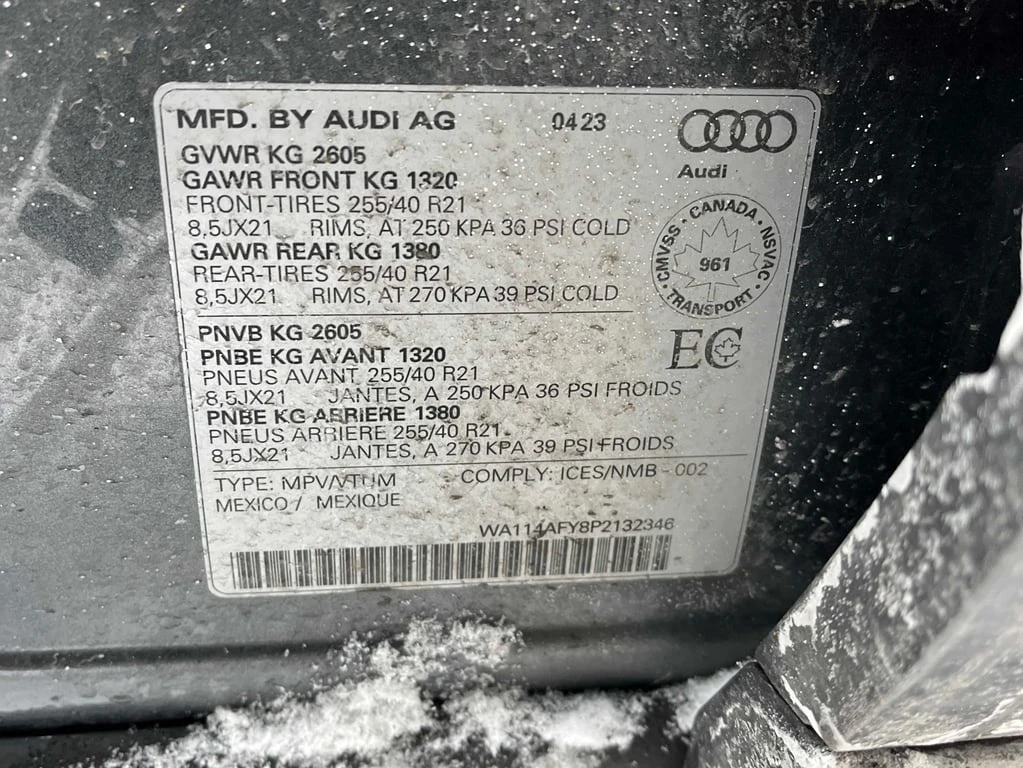 MFD. BY AUDI AG 0423
Audi
GVWR KG 2605
GAWR FRONT KG 1320
FRONT-TIRES 255/40 R21
8,5JX21 RIMS, AT 250 KPA 36 PSI COLD
GAWR REAR KG 1380
REAR-TIRES 255/40 R21
8,5JX21 RIMS, AT 270 KPA 39 PSI COLD
CANADA
CMVSS NSVAC
961
TRANSPORT
EC
PNVB KG 2605
PNBE KG AVANT 1320
PNEUS AVANT 255/40 R21
8,5JX21 JANTES, A 250 KPA 36 PSI FROIDS
PNBE KG ARRIERE 1380
PNEUS ARRIERE 255/40 R21
8,5JX21 JANTES, A 270 KPA 39 PSI FROIDS
TYPE: MPV/VTUM COMPLY: ICES/NMB - 002
MEXICO / MEXIQUE
WA114AFY8P2132346